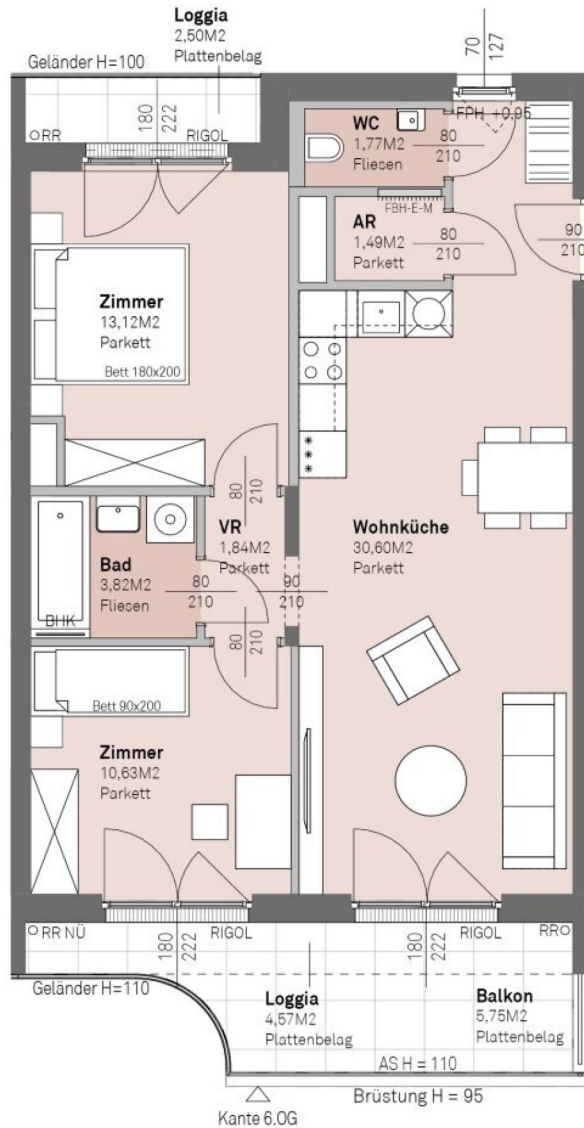 Loggia
2,50M2
Plattenbelag
Geländer H=100
70
127
180
222
RR
RIGOL
FPH +0,95
WC
1,77M2
Fliesen
80
210
FBH-E-M
AR
1,49M2
Parkett
80
210
90
210
Zimmer
13,12M2
Parkett
Bett 180x200
80
210
VR
1,84M2
Parkett
Wohnküche
30,60M2
Parkett
Bad
3,82M2
Fliesen
BHK
80
210
90
210
80
210
Bett 90x200
Zimmer
10,63M2
Parkett
RR NÜ
180
222
RIGOL
180
222
RIGOL
RR
Geländer H=110
Loggia
4,57M2
Plattenbelag
Balkon
5,75M2
Plattenbelag
AS H = 110
Brüstung H = 95
Kante 6.OG